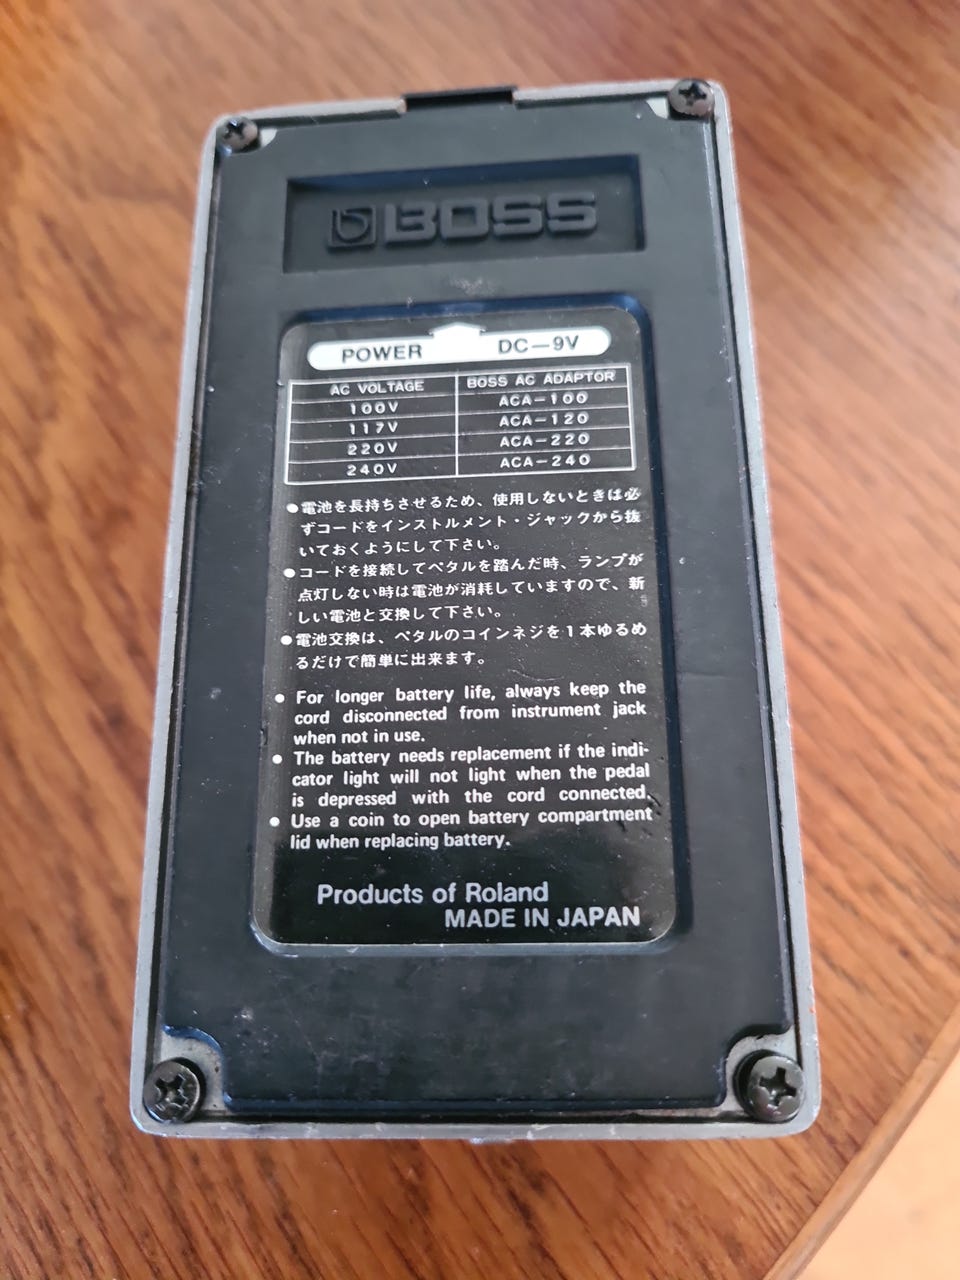 BOSS
POWER DC—9V
AC VOLTAGE BOSS AC ADAPTOR
100V ACA—100
117V ACA—120
220V ACA—220
240V ACA—240
●電池を長持ちさせるため、使用しないときは必
ずコードをインストルメント・ジャックから抜
いておくようにして下さい。
●コードを接続してペタルを踏んだ時、ランプが
点灯しない時は電池が消耗していますので、新
しい電池と交換して下さい。
●電池交換は、ペタルのコインネジを1本ゆるめ
るだけで簡単に出来ます。
● For longer battery life, always keep the
cord disconnected from instrument jack
when not in use.
● The battery needs replacement if the indi-
cator light will not light when the pedal
is depressed with the cord connected.
● Use a coin to open battery compartment
lid when replacing battery.
Products of Roland
MADE IN JAPAN